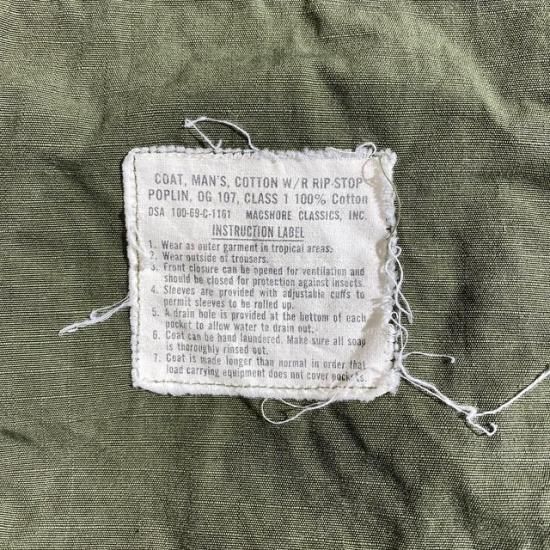 COAT, MAN'S, COTTON W/R RIP-STOP
POPLIN, OG 107, CLASS 1 100% Cotton
DSA 100-69-C-1161 MACSHORE CLASSICS, INC.
INSTRUCTION LABEL
1. Wear as outer garment in tropical areas.
2. Wear outside of trousers.
3. Front closure can be opened for ventilation and
should be closed for protection against insects.
4. Sleeves are provided with adjustable cuffs to
permit sleeves to be rolled up.
5. A drain hole is provided at the bottom of each
pocket to allow water to drain out.
6. Coat can be hand laundered. Make sure all soap
is thoroughly rinsed out.
7. Coat is made longer than normal in order that
load carrying equipment does not cover pockets.